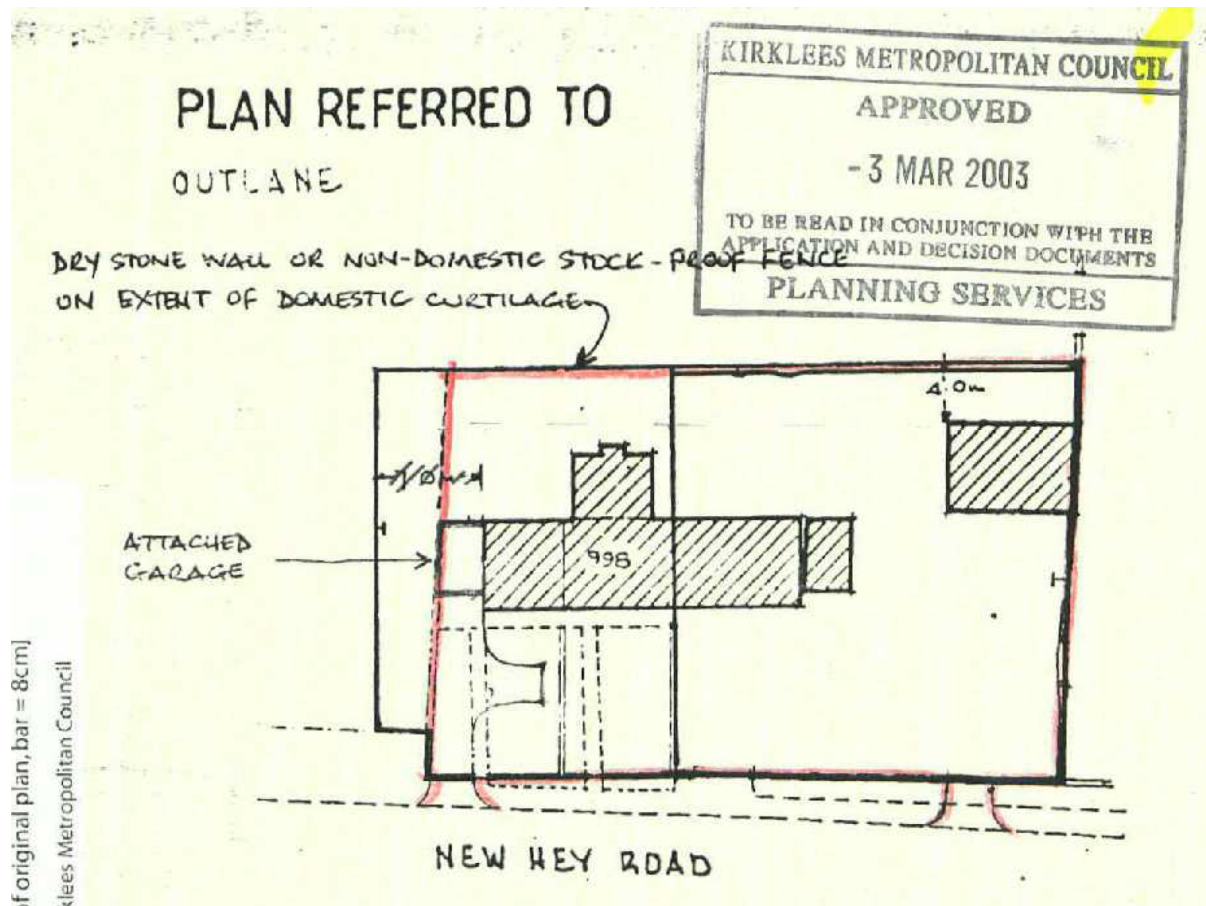 KIRKLEES METROPOLITAN COUNCIL
APPROVED
-3 MAR 2003
TO BE READ IN CONJUNCTION WITH THE
APPLICATION AND DECISION DOCUMENTS
PLANNING SERVICES
PLAN REFERRED TO
OUTLANE
DRY STONE WALL OR NON-DOMESTIC STOCK-PROOF FENCE
ON EXTENT OF DOMESTIC CURTILAGE
4.0m
ATTACHED
GARAGE
998
NEW HEY ROAD
of original plan, bar = 8cm]
klees Metropolitan Council